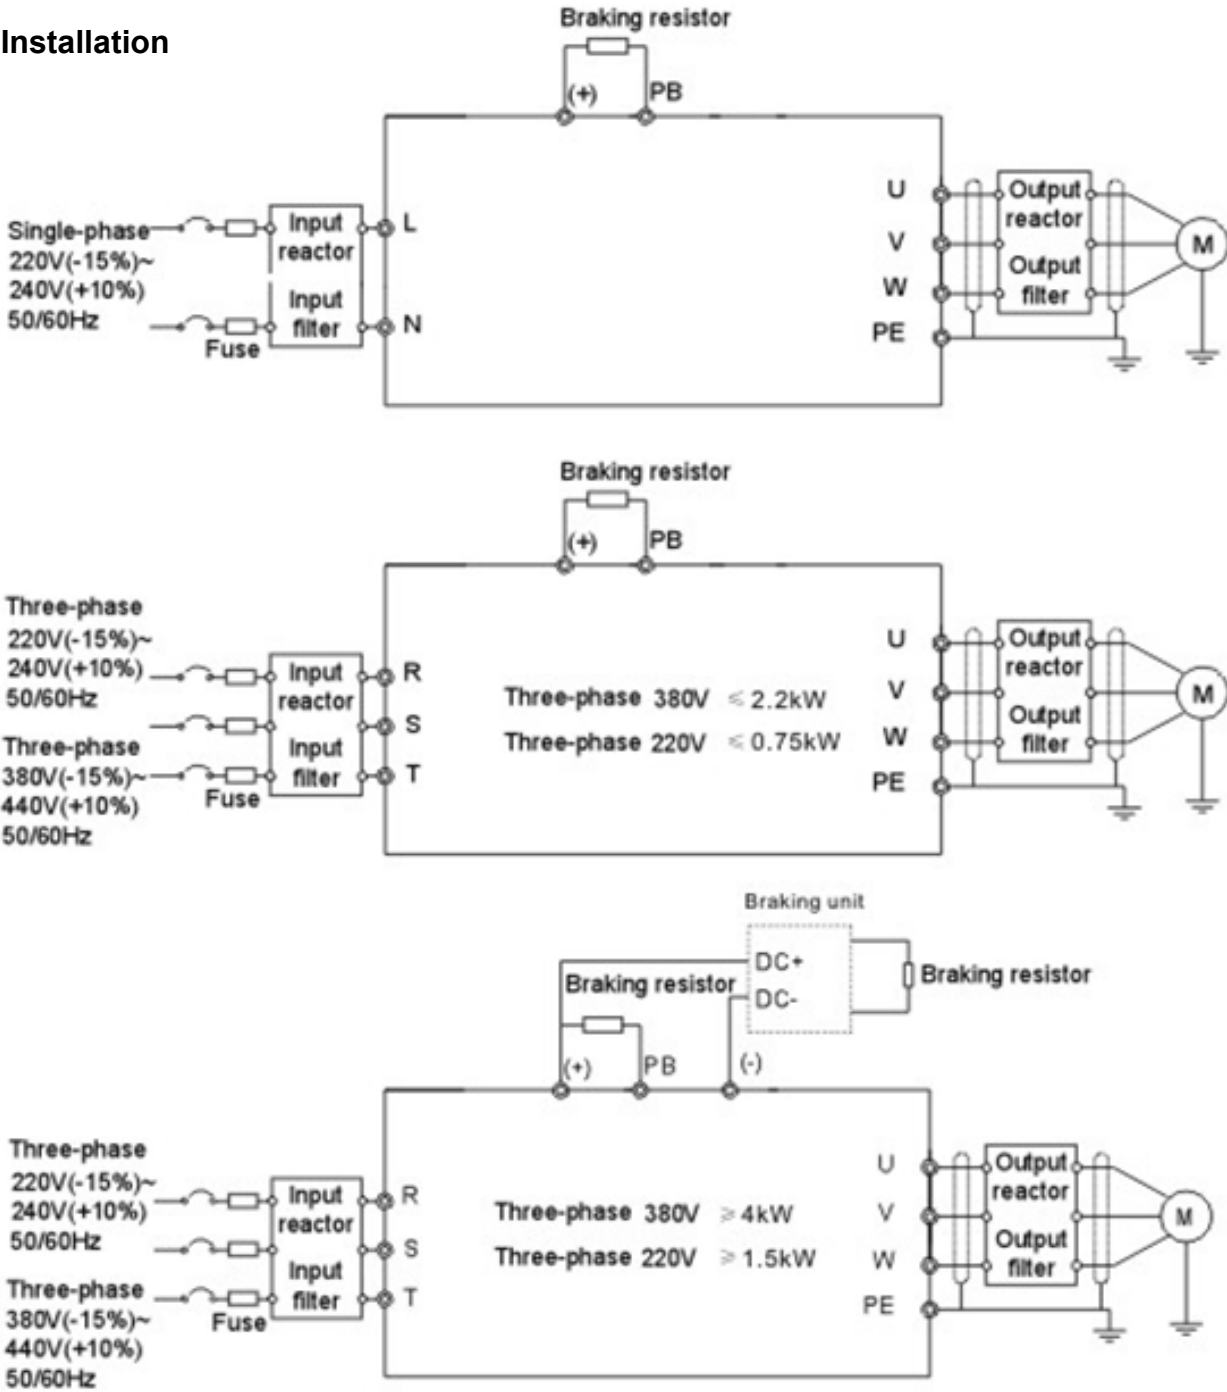 Installation
Braking resistor
(+)
PB
Single-phase
220V(-15%)~
240V(+10%)
50/60Hz
Fuse
Input
reactor
Input
filter
L
N
U
V
W
PE
Output
reactor
Output
filter
M
Braking resistor
(+)
PB
Three-phase
220V(-15%)~
240V(+10%)
50/60Hz
Three-phase
380V(-15%)~
440V(+10%)
50/60Hz
Fuse
Input
reactor
Input
filter
R
S
T
Three-phase 380V ≤ 2.2kW
Three-phase 220V ≤ 0.75kW
U
V
W
PE
Output
reactor
Output
filter
M
Braking unit
DC+
DC-
Braking resistor
Braking resistor
(+)
PB
(-)
Three-phase
220V(-15%)~
240V(+10%)
50/60Hz
Three-phase
380V(-15%)~
440V(+10%)
50/60Hz
Fuse
Input
reactor
Input
filter
R
S
T
Three-phase 380V ≥ 4kW
Three-phase 220V ≥ 1.5kW
U
V
W
PE
Output
reactor
Output
filter
M